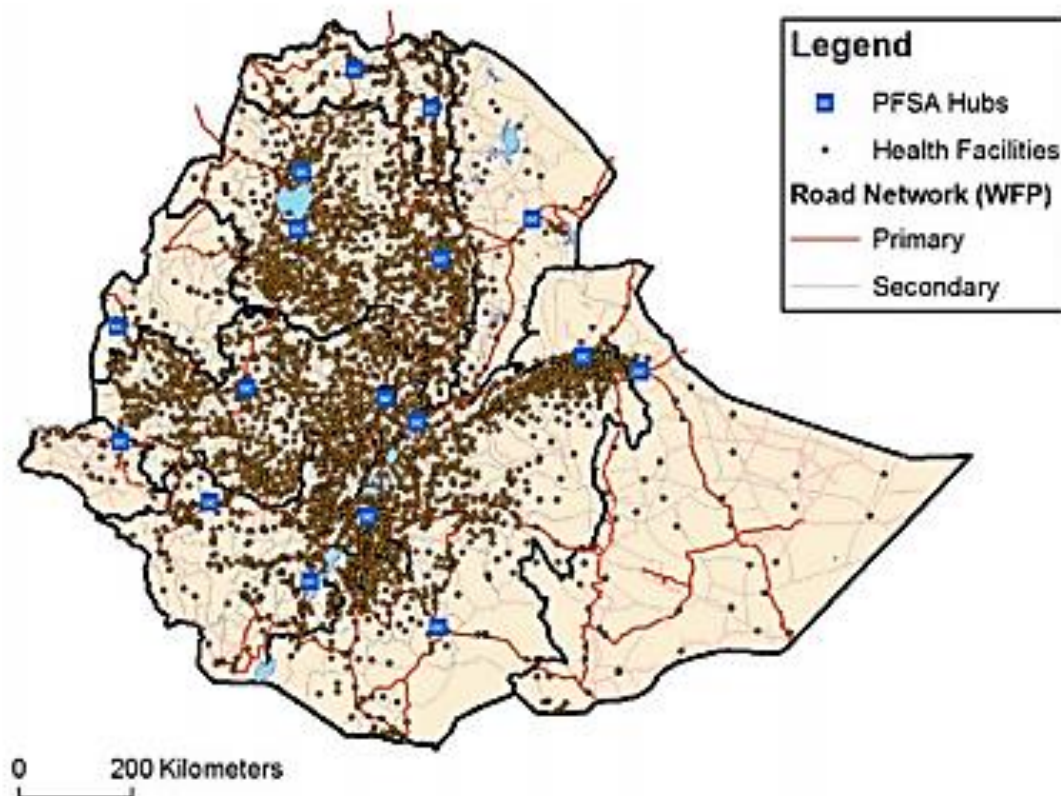 Legend
PFSA Hubs
Health Facilities
Road Network (WFP)
Primary
Secondary
0 200 Kilometers